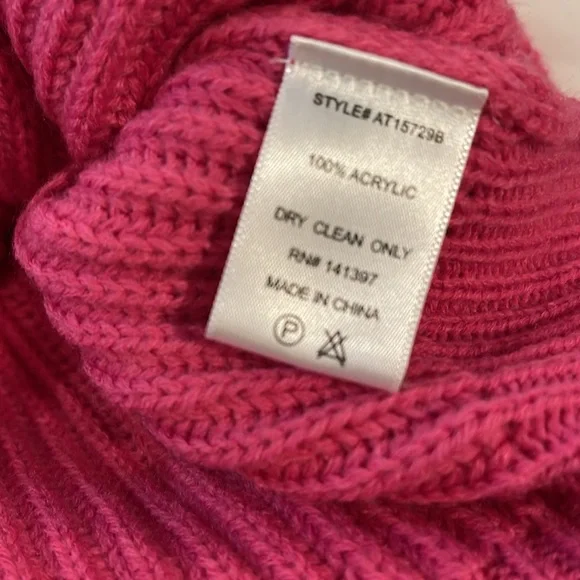 STYLE# AT15729B
100% ACRYLIC
DRY CLEAN ONLY
RN# 141397
MADE IN CHINA
P